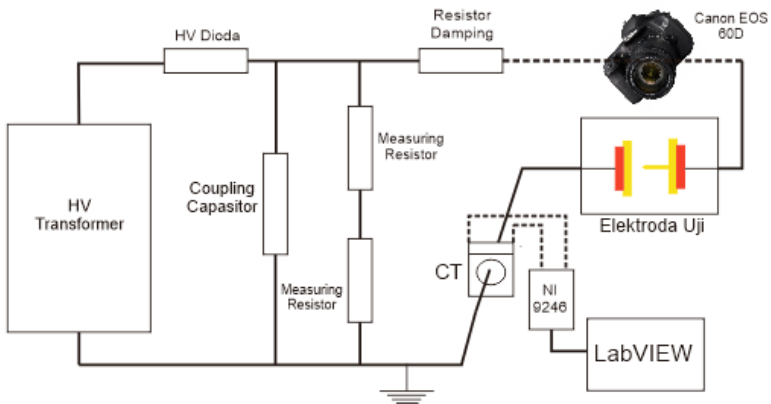 HV Dioda
Resistor
Damping
Canon EOS
60D
HV
Transformer
Coupling
Capasitor
Measuring
Resistor
Measuring
Resistor
Elektroda Uji
CT
NI
9246
LabVIEW